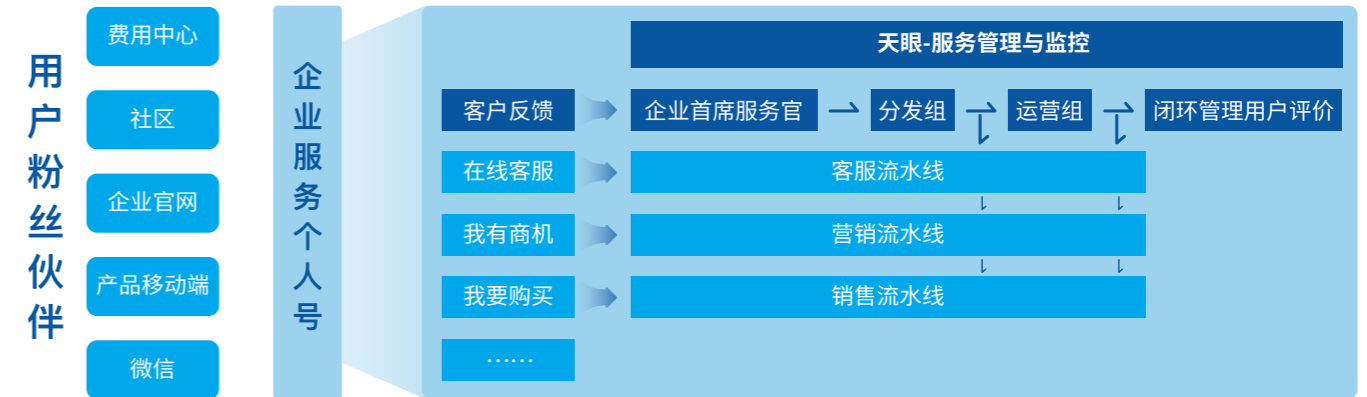 用户粉丝伙伴
费用中心
社区
企业官网
产品移动端
微信
企业服务个人号
天眼-服务管理与监控
客户反馈
企业首席服务官
分发组
运营组
闭环管理用户评价
在线客服
客服流水线
我有商机
营销流水线
我要购买
销售流水线
……